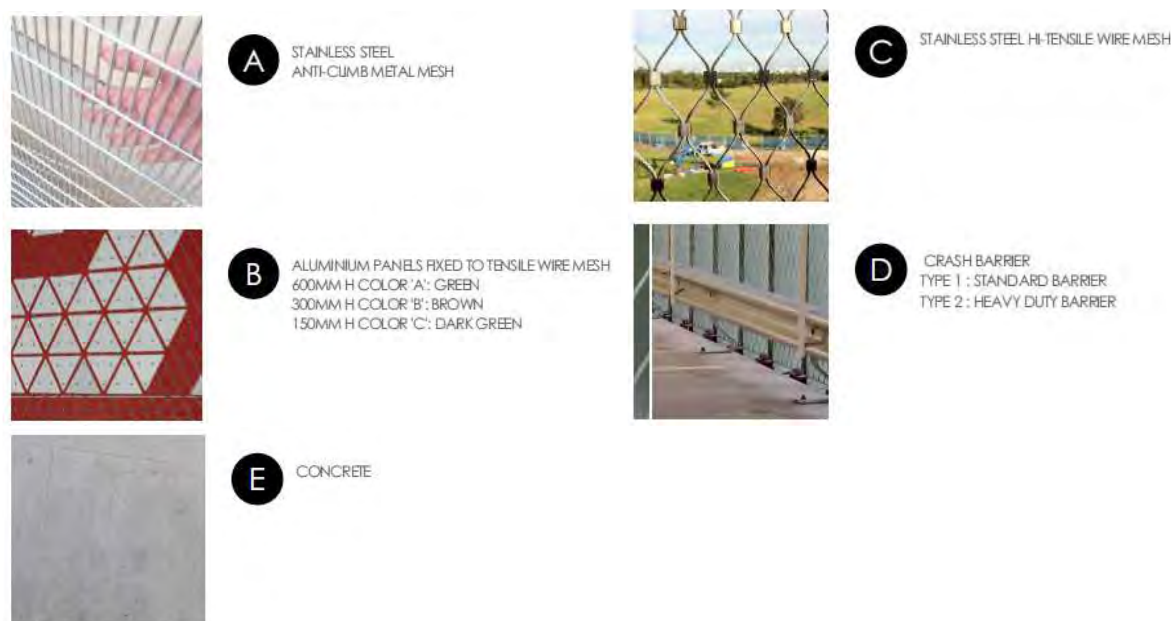 A
STAINLESS STEEL
ANTI-CLIMB METAL MESH
C
STAINLESS STEEL HI-TENSILE WIRE MESH
B
ALUMINIUM PANELS FIXED TO TENSILE WIRE MESH
600MM H COLOR 'A': GREEN
300MM H COLOR 'B': BROWN
150MM H COLOR 'C': DARK GREEN
D
CRASH BARRIER
TYPE 1 : STANDARD BARRIER
TYPE 2 : HEAVY DUTY BARRIER
E
CONCRETE